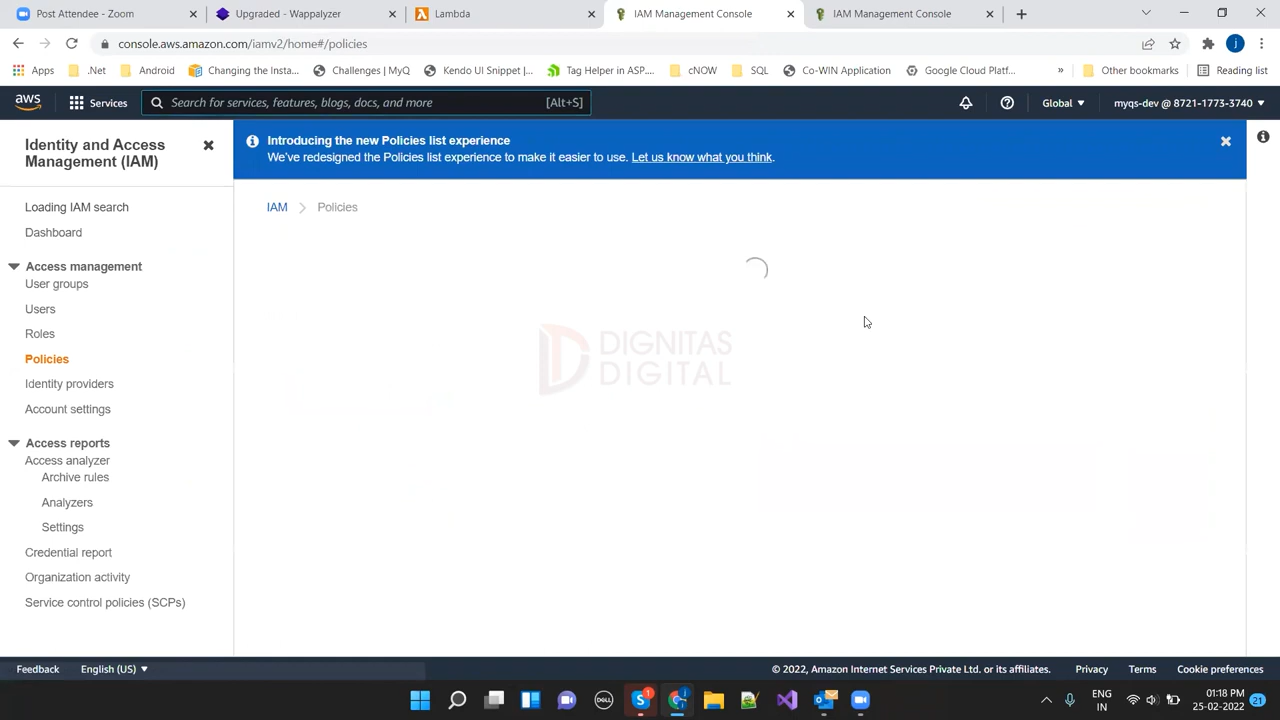 Post Attendee - Zoom
Upgraded - Wappalyzer
Lambda
IAM Management Console
IAM Management Console
console.aws.amazon.com/iamv2/home#/policies
j
Apps
.Net
Android
Changing the Insta...
Challenges | MyQ
Kendo UI Snippet |...
Tag Helper in ASP....
cNOW
SQL
Co-WIN Application
Google Cloud Platf...
»
Other bookmarks
Reading list
aws
Services
Search for services, features, blogs, docs, and more
[Alt+S]
Global
myqs-dev @ 8721-1773-3740
Identity and Access
Management (IAM)
Introducing the new Policies list experience
We've redesigned the Policies list experience to make it easier to use. Let us know what you think.
Loading IAM search
Dashboard
Access management
User groups
Users
Roles
Policies
Identity providers
Account settings
Access reports
Access analyzer
Archive rules
Analyzers
Settings
Credential report
Organization activity
Service control policies (SCPs)
IAM
Policies
DIGNITAS
DIGITAL
Feedback
English (US)
© 2022, Amazon Internet Services Private Ltd. or its affiliates.
Privacy
Terms
Cookie preferences
S
1
DELL
ENG
IN
01:18 PM
25-02-2022
21